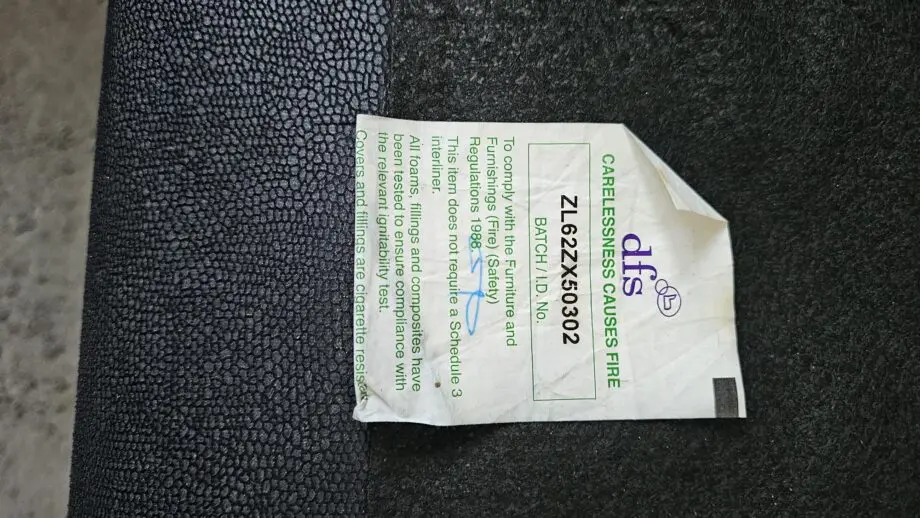 dfs
CARELESSNESS CAUSES FIRE
ZL62ZX50302
BATCH / I.D. No.
To comply with the Furniture and
Furnishings (Fire) (Safety)
Regulations 1988.
This item does not require a Schedule 3
interliner.
All foams, fillings and composites have
been tested to ensure compliance with
the relevant ignitability test.
Covers and fillings are cigarette